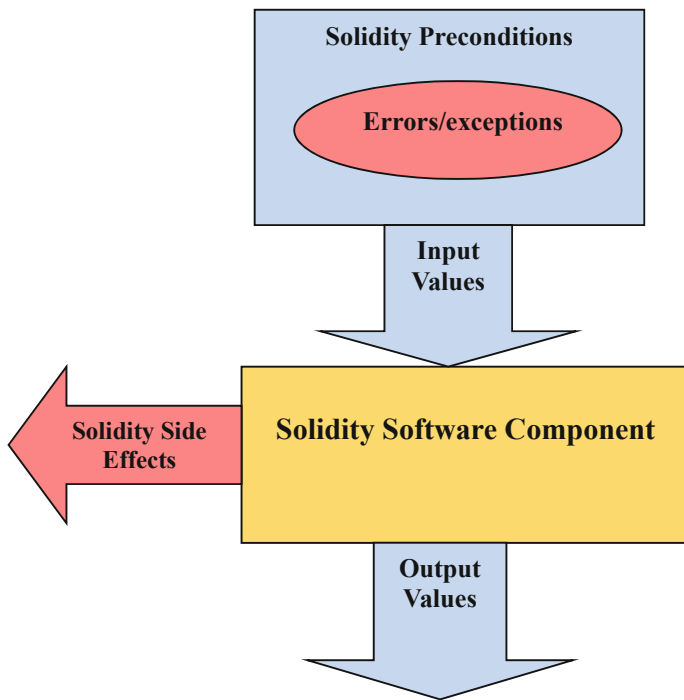 Solidity Preconditions
Errors/exceptions
Input
Values
Solidity Software Component
Solidity Side
Effects
Output
Values